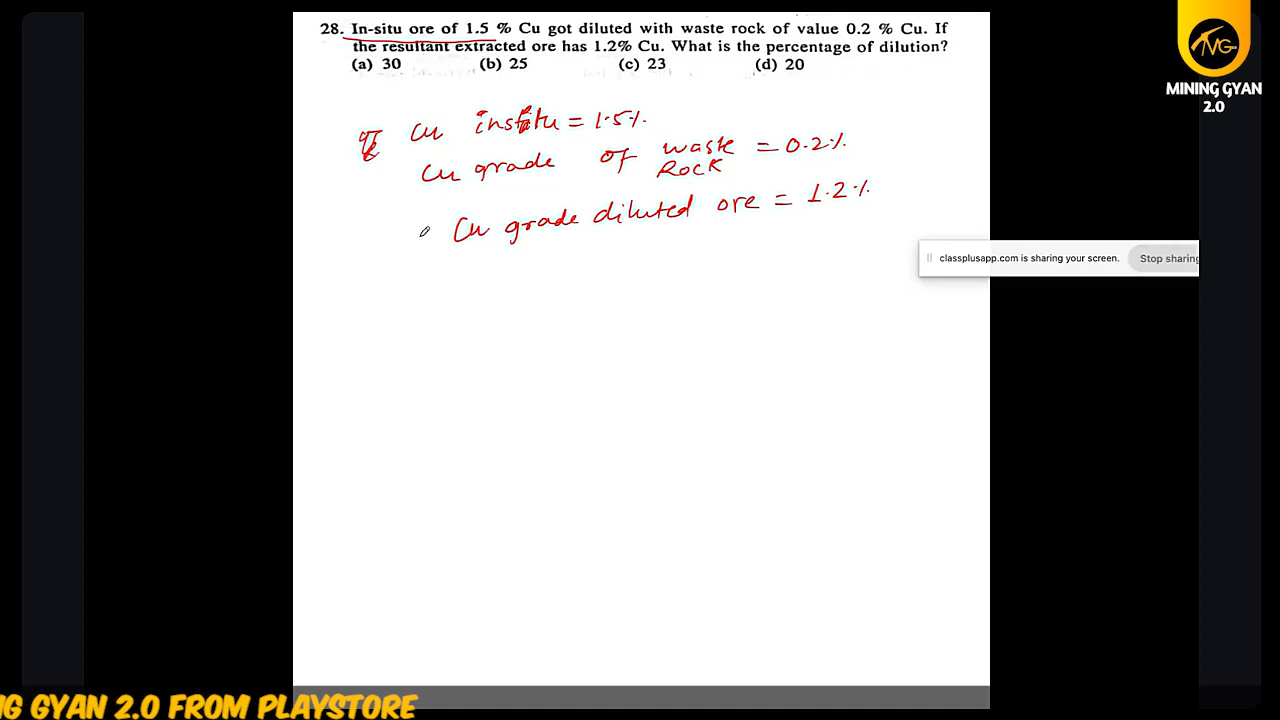 28. In-situ ore of 1.5 % Cu got diluted with waste rock of value 0.2 % Cu. If
the resultant extracted ore has 1.2% Cu. What is the percentage of dilution?
(a) 30 (b) 25 (c) 23 (d) 20
Cu insitu = 1.5%
Cu grade of waste Rock = 0.2%
Cu grade diluted ore = 1.2%
TMG
MINING GYAN
2.0
classplusapp.com is sharing your screen.
Stop sharing
NG GYAN 2.0 FROM PLAYSTORE